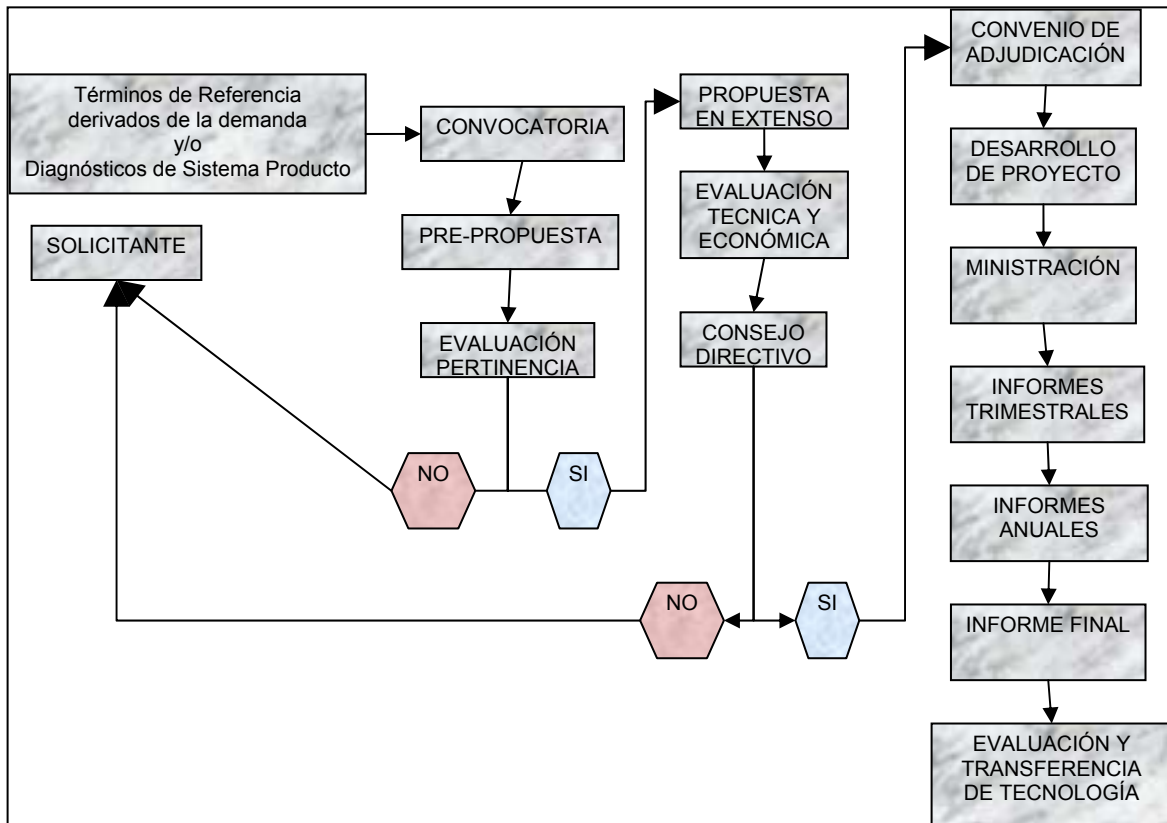 Términos de Referencia
derivados de la demanda
y/o
Diagnósticos de Sistema Producto
SOLICITANTE
CONVOCATORIA
PRE-PROPUESTA
EVALUACIÓN
PERTINENCIA
NO
SI
PROPUESTA
EN EXTENSO
EVALUACIÓN
TECNICA Y
ECONÓMICA
CONSEJO
DIRECTIVO
NO
SI
CONVENIO DE
ADJUDICACIÓN
DESARROLLO
DE PROYECTO
MINISTRACIÓN
INFORMES
TRIMESTRALES
INFORMES
ANUALES
INFORME FINAL
EVALUACIÓN Y
TRANSFERENCIA
DE TECNOLOGÍA